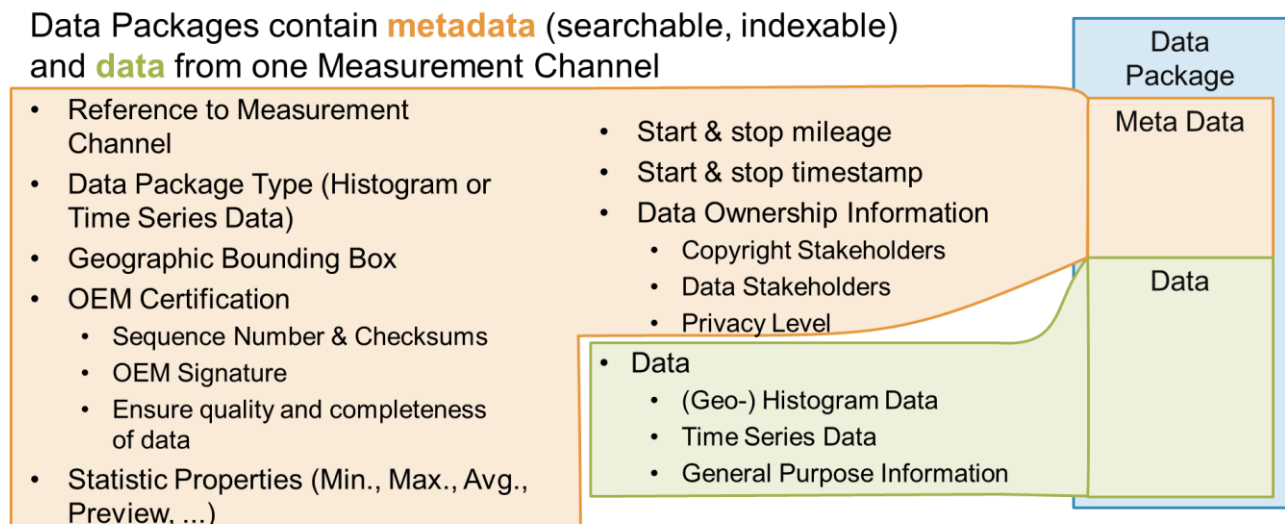 Data Packages contain metadata (searchable, indexable)
and data from one Measurement Channel
• Reference to Measurement
Channel
• Data Package Type (Histogram or
Time Series Data)
• Geographic Bounding Box
• OEM Certification
• Sequence Number & Checksums
• OEM Signature
• Ensure quality and completeness
of data
• Statistic Properties (Min., Max., Avg.,
Preview, ...)
• Start & stop mileage
• Start & stop timestamp
• Data Ownership Information
• Copyright Stakeholders
• Data Stakeholders
• Privacy Level
• Data
• (Geo-) Histogram Data
• Time Series Data
• General Purpose Information
Data
Package
Meta Data
Data